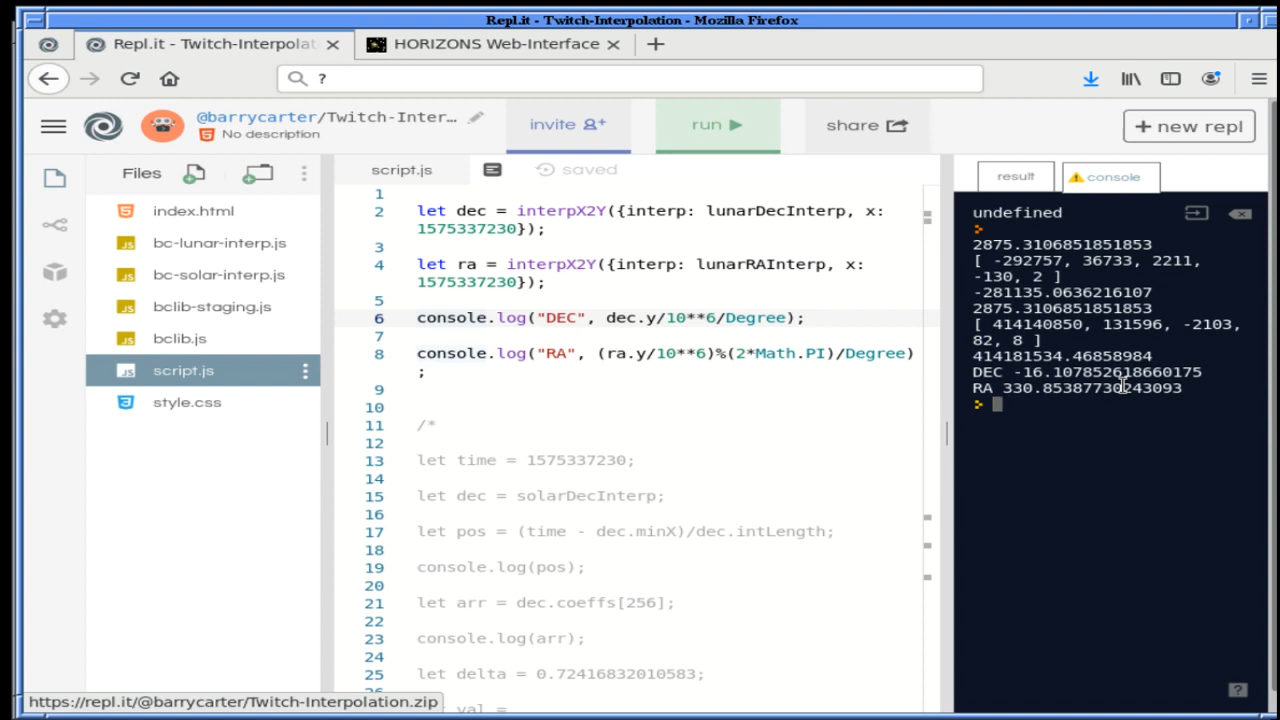 Repl.it - Twitch-Interpolation - Mozilla Firefox
Repl.it - Twitch-Interpolat
HORIZONS Web-Interface
?
@barrycarter/Twitch-Inter…
No description
invite
run
share
+ new repl
Files
script.js
saved
result
console
index.html
bc-lunar-interp.js
bc-solar-interp.js
bclib-staging.js
bclib.js
script.js
style.css
1
2 let dec = interpX2Y({interp: lunarDecInterp, x:
1575337230});
3
4 let ra = interpX2Y({interp: lunarRAInterp, x:
1575337230});
5
6 console.log("DEC", dec.y/10**6/Degree);
7
8 console.log("RA", (ra.y/10**6)%(2*Math.PI)/Degree)
;
9
10
11 /*
12
13 let time = 1575337230;
14
15 let dec = solarDecInterp;
16
17 let pos = (time - dec.minX)/dec.intLength;
18
19 console.log(pos);
20
21 let arr = dec.coeffs[256];
22
23 console.log(arr);
24
25 let delta = 0.72416832010583;
val =
undefined
>
2875.3106851851853
[ -292757, 36733, 2211,
-130, 2 ]
-281135.0636216107
2875.3106851851853
[ 414140850, 131596, -2103,
82, 8 ]
414181534.46858984
DEC -16.107852618660175
RA 330.85387730243093
>
?
https://repl.it/@barrycarter/Twitch-Interpolation.zip